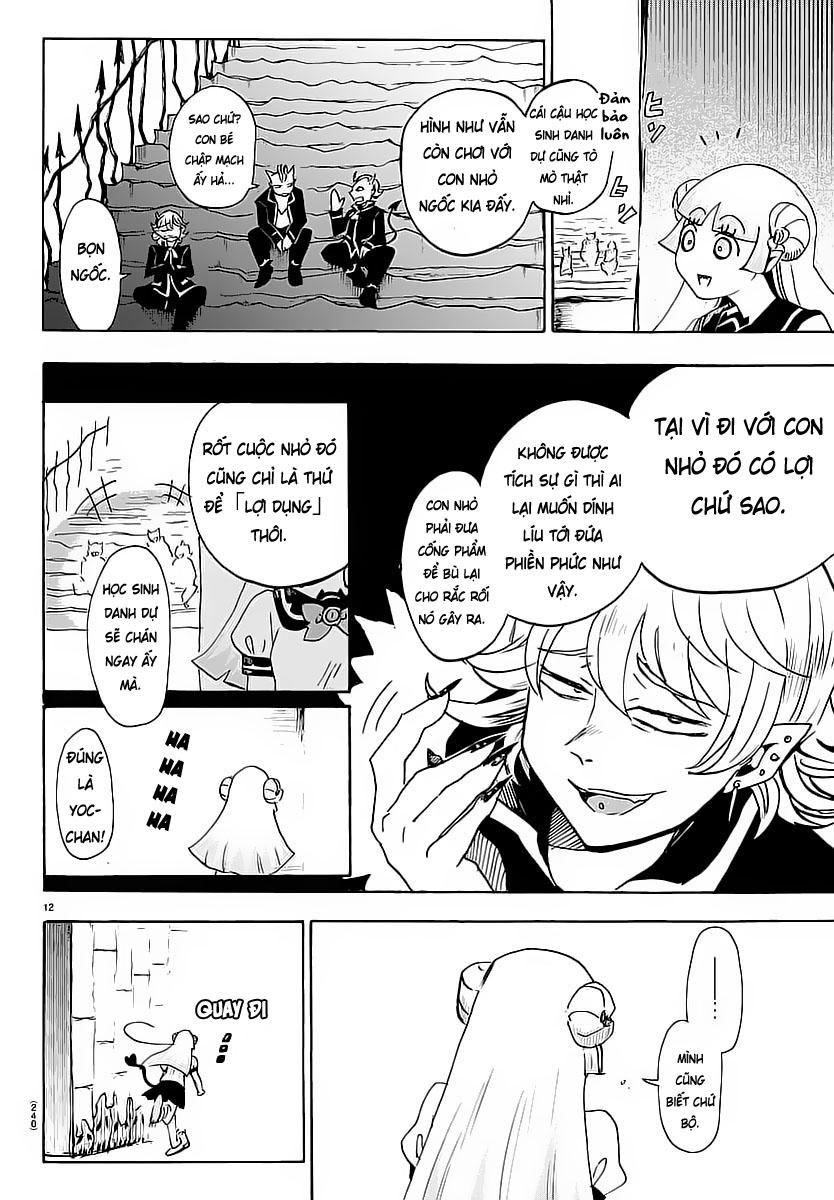 Đảm
bảo
luôn
CÁI CẬU HỌC
SINH DANH
DỰ CŨNG TÒ
MÒ THẬT
NHỈ.
HÌNH NHƯ VẪN
CÒN CHƠI VỚI
CON NHỎ
NGỐC KIA ĐẤY.
SAO CHỨ?
CON BÉ
CHẬP MẠCH
ẤY HẢ...
BỌN
NGỐC.
ヒソ
ヒソ
TẠI VÌ ĐI VỚI CON
NHỎ ĐÓ CÓ LỢI
CHỨ SAO.
KHÔNG ĐƯỢC
TÍCH SỰ GÌ THÌ AI
LẠI MUỐN DÍNH
LÍU TỚI ĐỨA
PHIỀN PHỨC NHƯ
VẬY.
CON NHỎ
PHẢI ĐƯA
CỐNG PHẨM
ĐỂ BÙ LẠI
CHO RẮC RỐI
NÓ GÂY RA.
RỐT CUỘC NHỎ ĐÓ
CŨNG CHỈ LÀ THỨ
ĐỂ「LỢI DỤNG」
THÔI.
HỌC SINH
DANH DỰ
SẼ CHÁN
NGAY ẤY
MÀ.
HA
HA
HA
HA
ĐÚNG
LÀ
YOC-
CHAN!
12
......
MÌNH
CŨNG
BIẾT CHỨ
BỘ.
QUAY ĐI
(240)